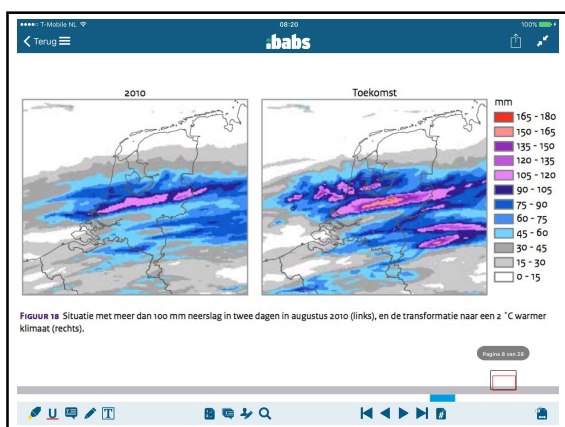 T-Mobile NL
08:20
100%
Terug
:babs
2010
Toekomst
mm
165 - 180
150 - 165
135 - 150
120 - 135
105 - 120
90 - 105
75 - 90
60 - 75
45 - 60
30 - 45
15 - 30
0 - 15
FIGUUR 18 Situatie met meer dan 100 mm neerslag in twee dagen in augustus 2010 (links), en de transformatie naar een 2 °C warmer
klimaat (rechts).
Pagina 8 van 28
U
T
#